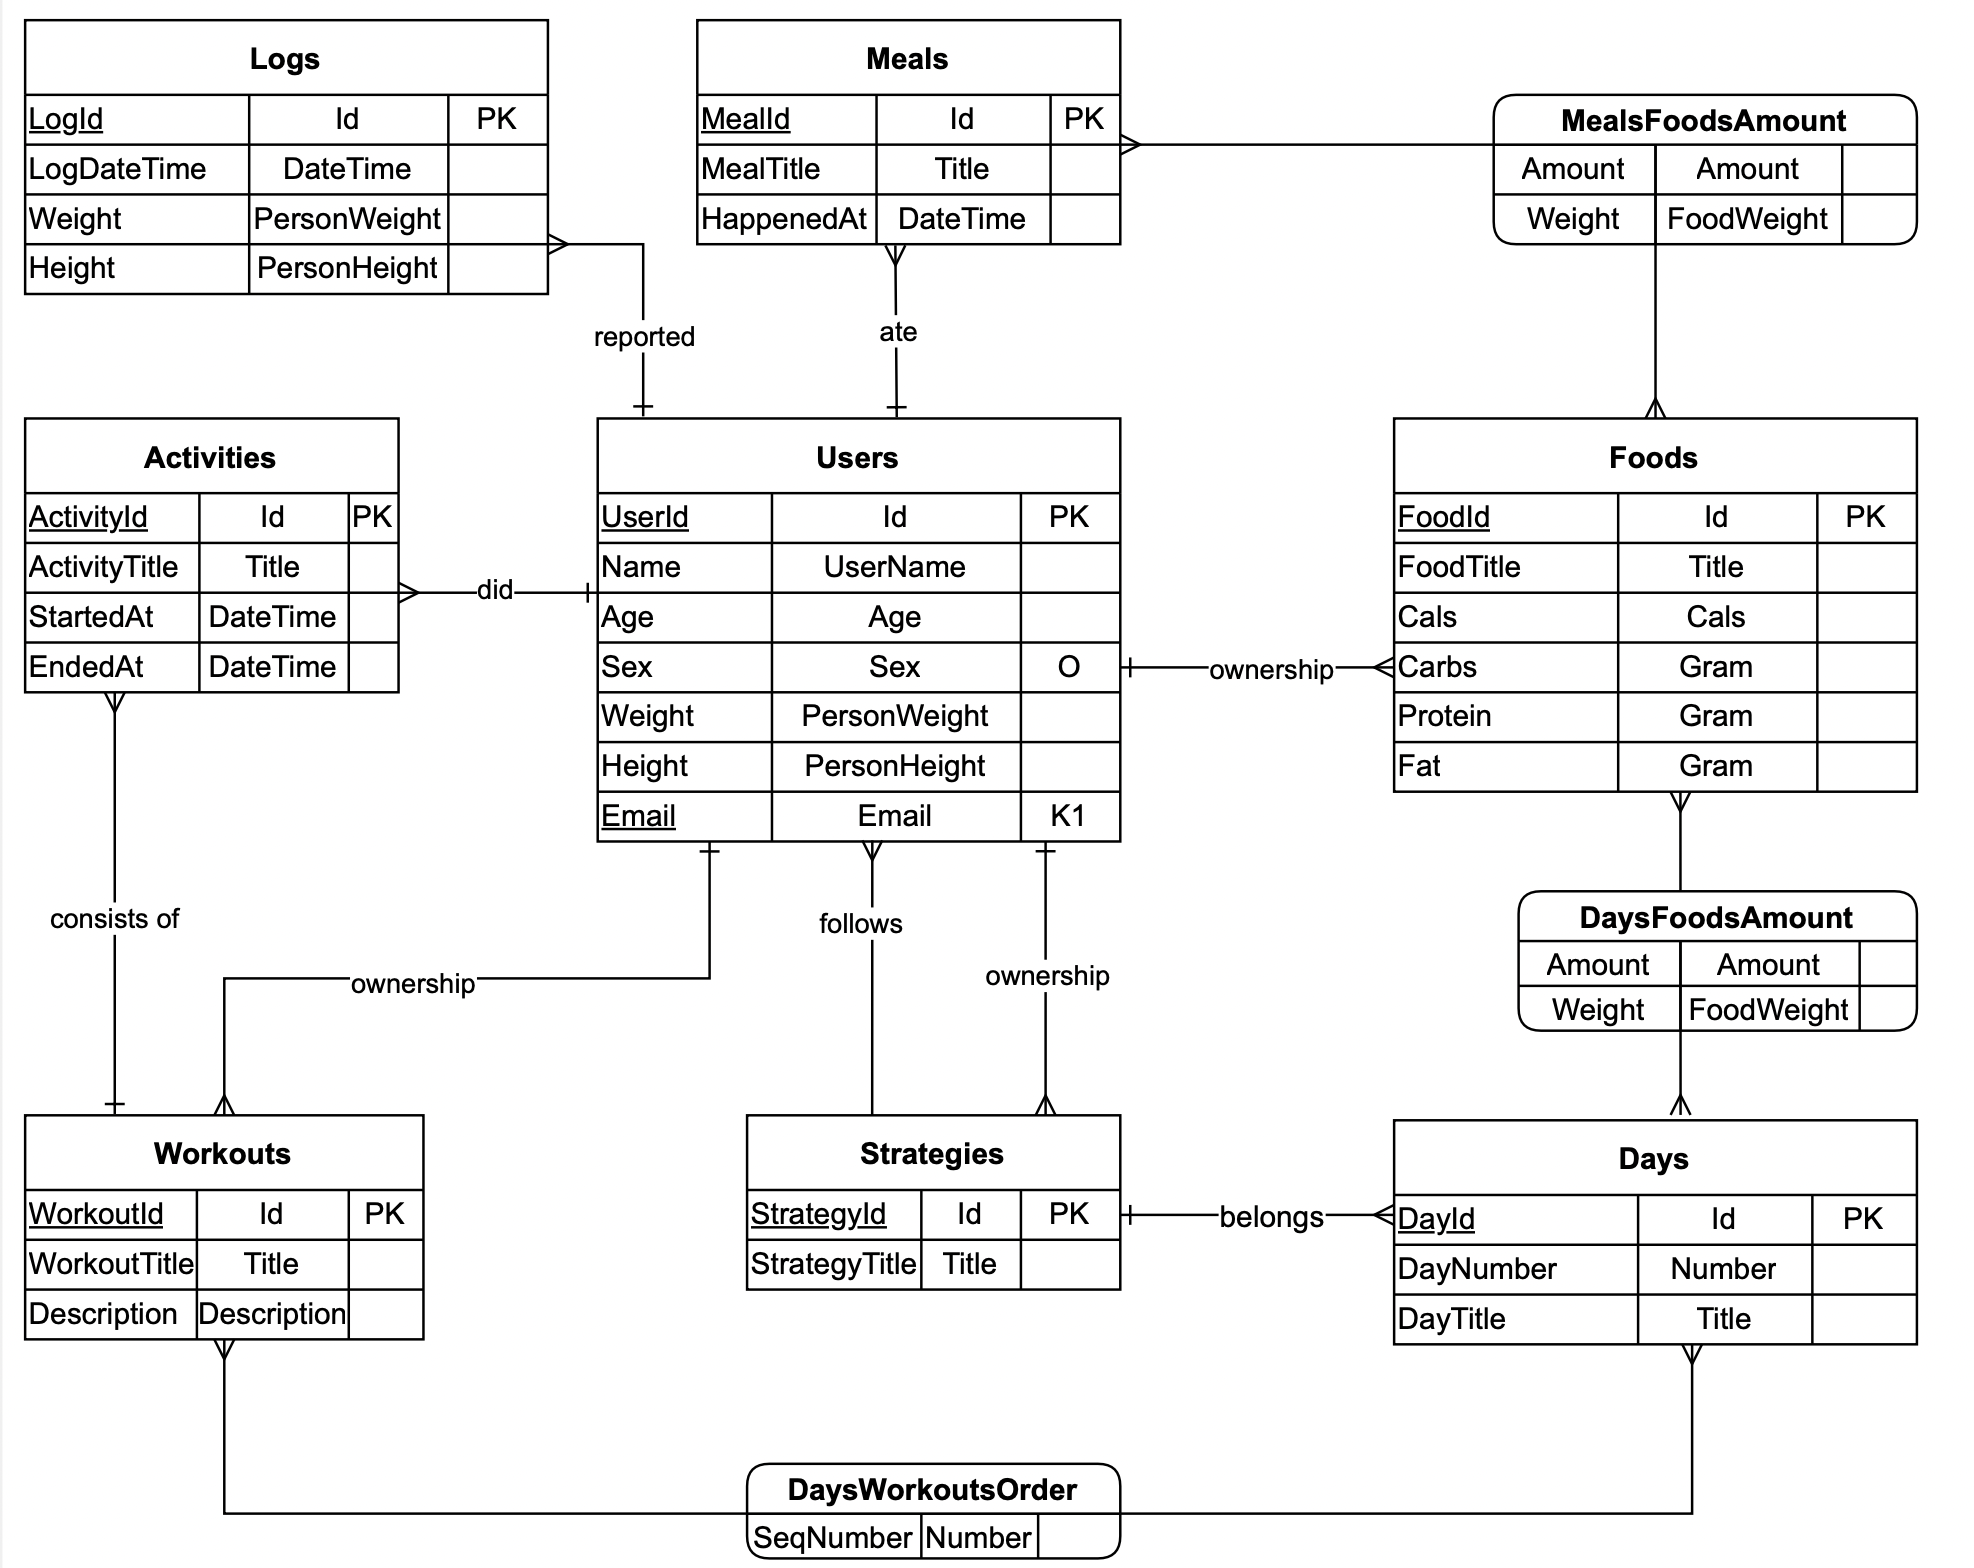 Logs
LogId Id PK
LogDateTime DateTime
Weight PersonWeight
Height PersonHeight
Meals
MealId Id PK
MealTitle Title
HappenedAt DateTime
MealsFoodsAmount
Amount Amount
Weight FoodWeight
reported
ate
Activities
ActivityId Id PK
ActivityTitle Title
StartedAt DateTime
EndedAt DateTime
did
Users
UserId Id PK
Name UserName
Age Age
Sex Sex O
Weight PersonWeight
Height PersonHeight
Email Email K1
ownership
Foods
FoodId Id PK
FoodTitle Title
Cals Cals
Carbs Gram
Protein Gram
Fat Gram
consists of
ownership
follows
ownership
DaysFoodsAmount
Amount Amount
Weight FoodWeight
Workouts
WorkoutId Id PK
WorkoutTitle Title
Description Description
Strategies
StrategyId Id PK
StrategyTitle Title
belongs
Days
DayId Id PK
DayNumber Number
DayTitle Title
DaysWorkoutsOrder
SeqNumber Number